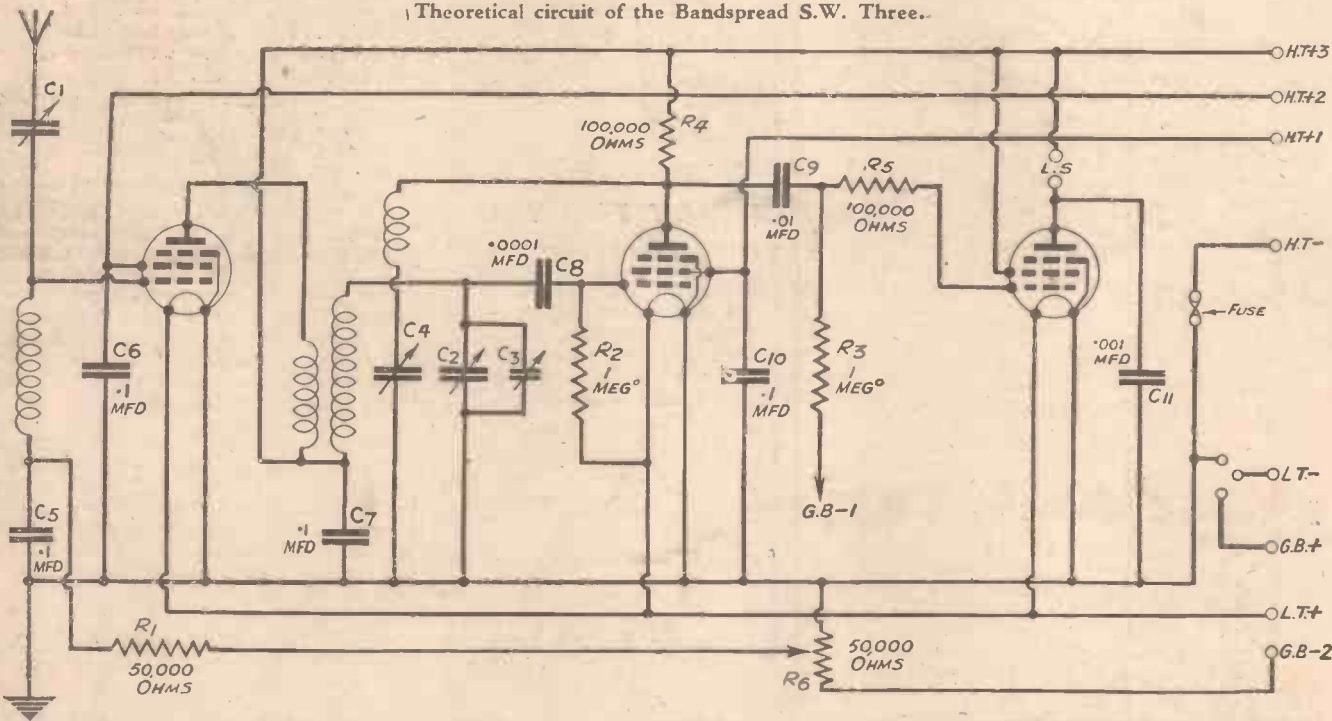 Theoretical circuit of the Bandspread S.W. Three.
H.T.+3
C1
H.T.+2
100,000
OHMS
R4
H.T.+1
C9
R5
L.S
.01
MFD
100,000
OHMS
.0001
MFD
C8
H.T.-
FUSE
C6
.1
MFD
C4
C2
C3
R2
1
MEGO
C10
.1
MFD
R3
1
MEGO
.001
MFD
C11
L.T.-
C5
.1
MFD
C7
.1
MFD
G.B-1
G.B.+
L.T.+
R1
50,000
OHMS
50,000
OHMS
R6
G.B-2